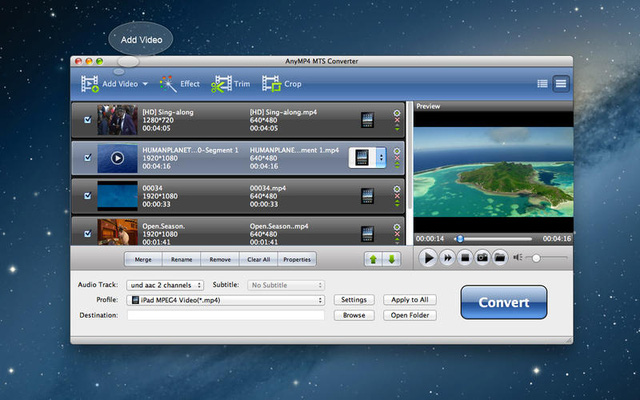 Add Video
AnyMP4 MTS Converter
Add Video
Effect
Trim
Crop
[HD] Sing-along
1280*720
00:04:05
[HD] Sing-along.mp4
640*480
00:04:05
HUMANPLANET...0-Segment 1
1920*1080
00:04:16
HUMANPLANET...ment 1.mp4
640*480
00:04:16
00034
1920*1080
00:00:33
00034.mp4
640*480
00:00:33
Open.Season.
1920*1080
00:01:41
Open.Season..mp4
640*480
00:01:41
Preview
00:00:14
00:04:16
Merge
Rename
Remove
Clear All
Properties
Audio Track:
und aac 2 channels
Subtitle:
No Subtitle
Profile:
iPad MPEG4 Video(*.mp4)
Settings
Apply to All
Destination:
Browse
Open Folder
Convert